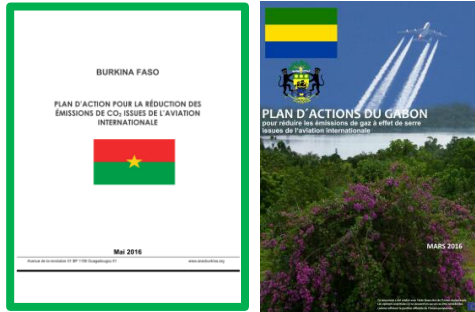 BURKINA FASO
PLAN D'ACTION POUR LA RÉDUCTION DES
ÉMISSIONS DE CO₂ ISSUES DE L'AVIATION
INTERNATIONALE
Mai 2016
PLAN D'ACTIONS DU GABON
pour réduire les émissions de gaz à effet de serre
issues de l'aviation internationale
MARS 2016